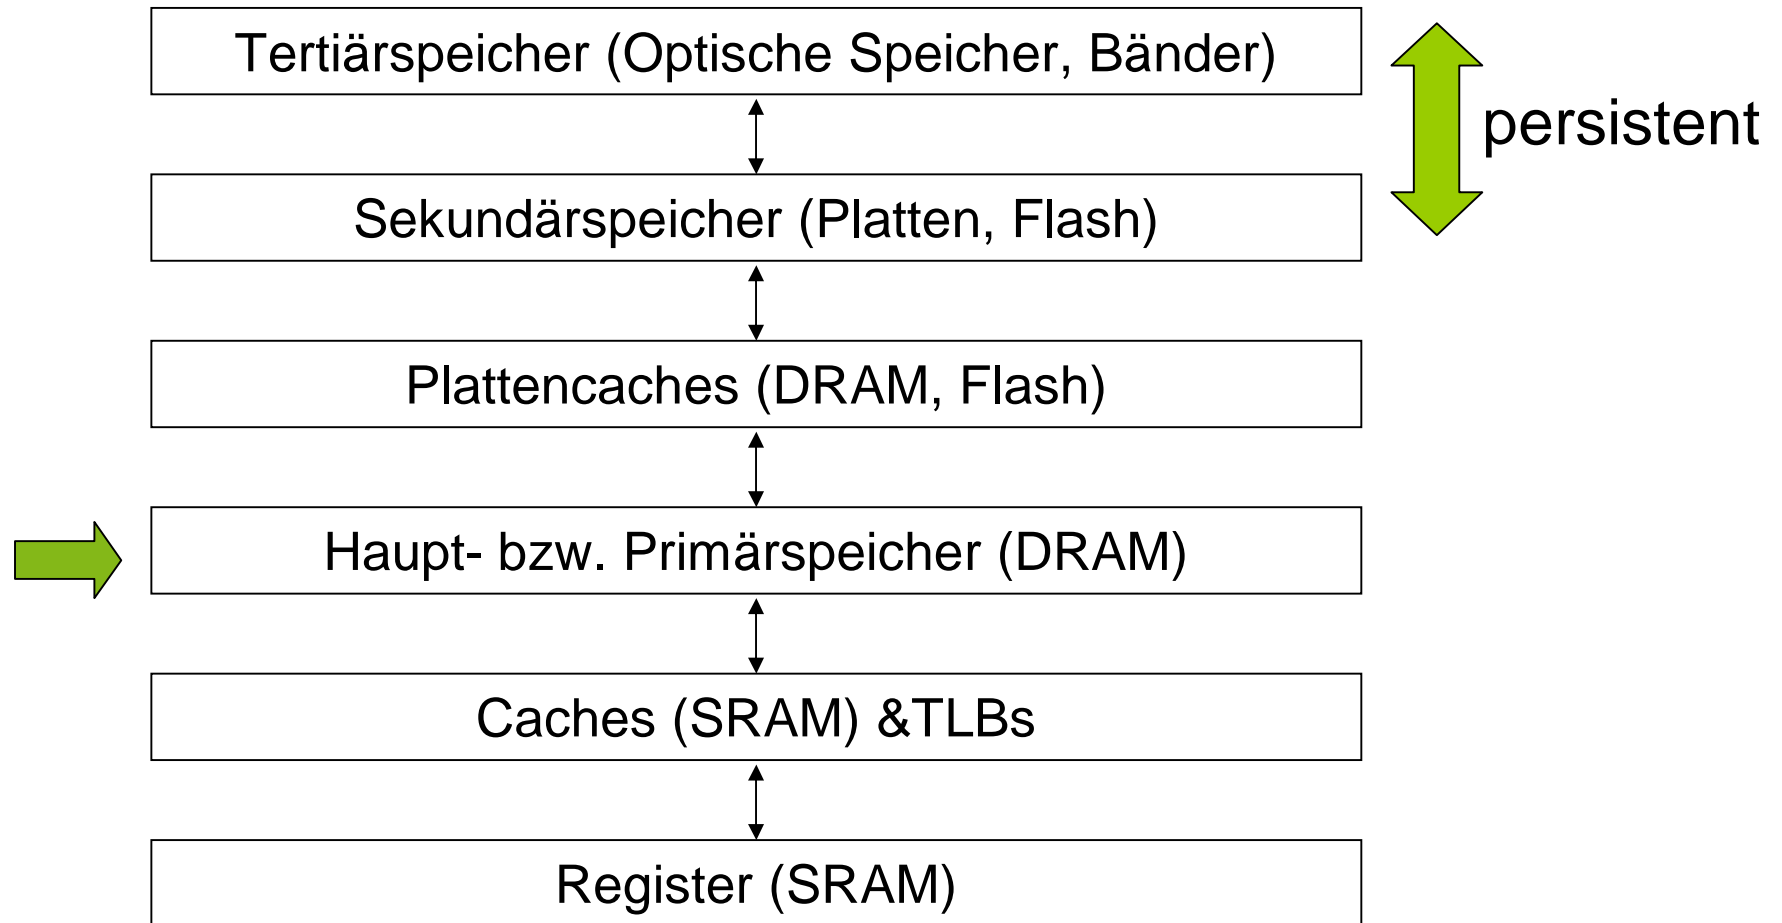 Tertiärspeicher (Optische Speicher, Bänder)
persistent
Sekundärspeicher (Platten, Flash)
Plattencaches (DRAM, Flash)
Haupt- bzw. Primärspeicher (DRAM)
Caches (SRAM) &TLBs
Register (SRAM)